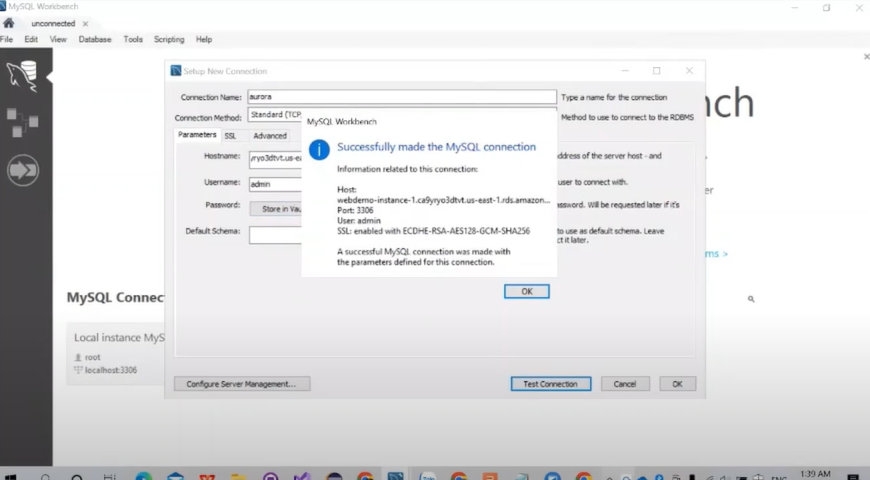 MySQL Workbench
unconnected
File Edit View Database Tools Scripting Help
Setup New Connection
Connection Name: aurora Type a name for the connection
Connection Method: Standard (TCP Method to use to connect to the RDBMS
nch
Parameters SSL Advanced
MySQL Workbench
Successfully made the MySQL connection
Hostname: address of the server host - and
Information related to this connection:
Username: admin user to connect with.
Host:
webdemo-instance-1.ca9yryo3dtvt.us-east-1.rds.amazon...
Password: Store in Vau assword. Will be requested later if it's
Port: 3306
User: admin
SSL: enabled with ECDHE-RSA-AES128-GCM-SHA256
Default Schema: to use as default schema. Leave
ct it later.
A successful MySQL connection was made with
the parameters defined for this connection.
ms >
OK
MySQL Connec
Local instance MyS
root
localhost:3306
Configure Server Management... Test Connection Cancel OK
1:39 AM
ENG